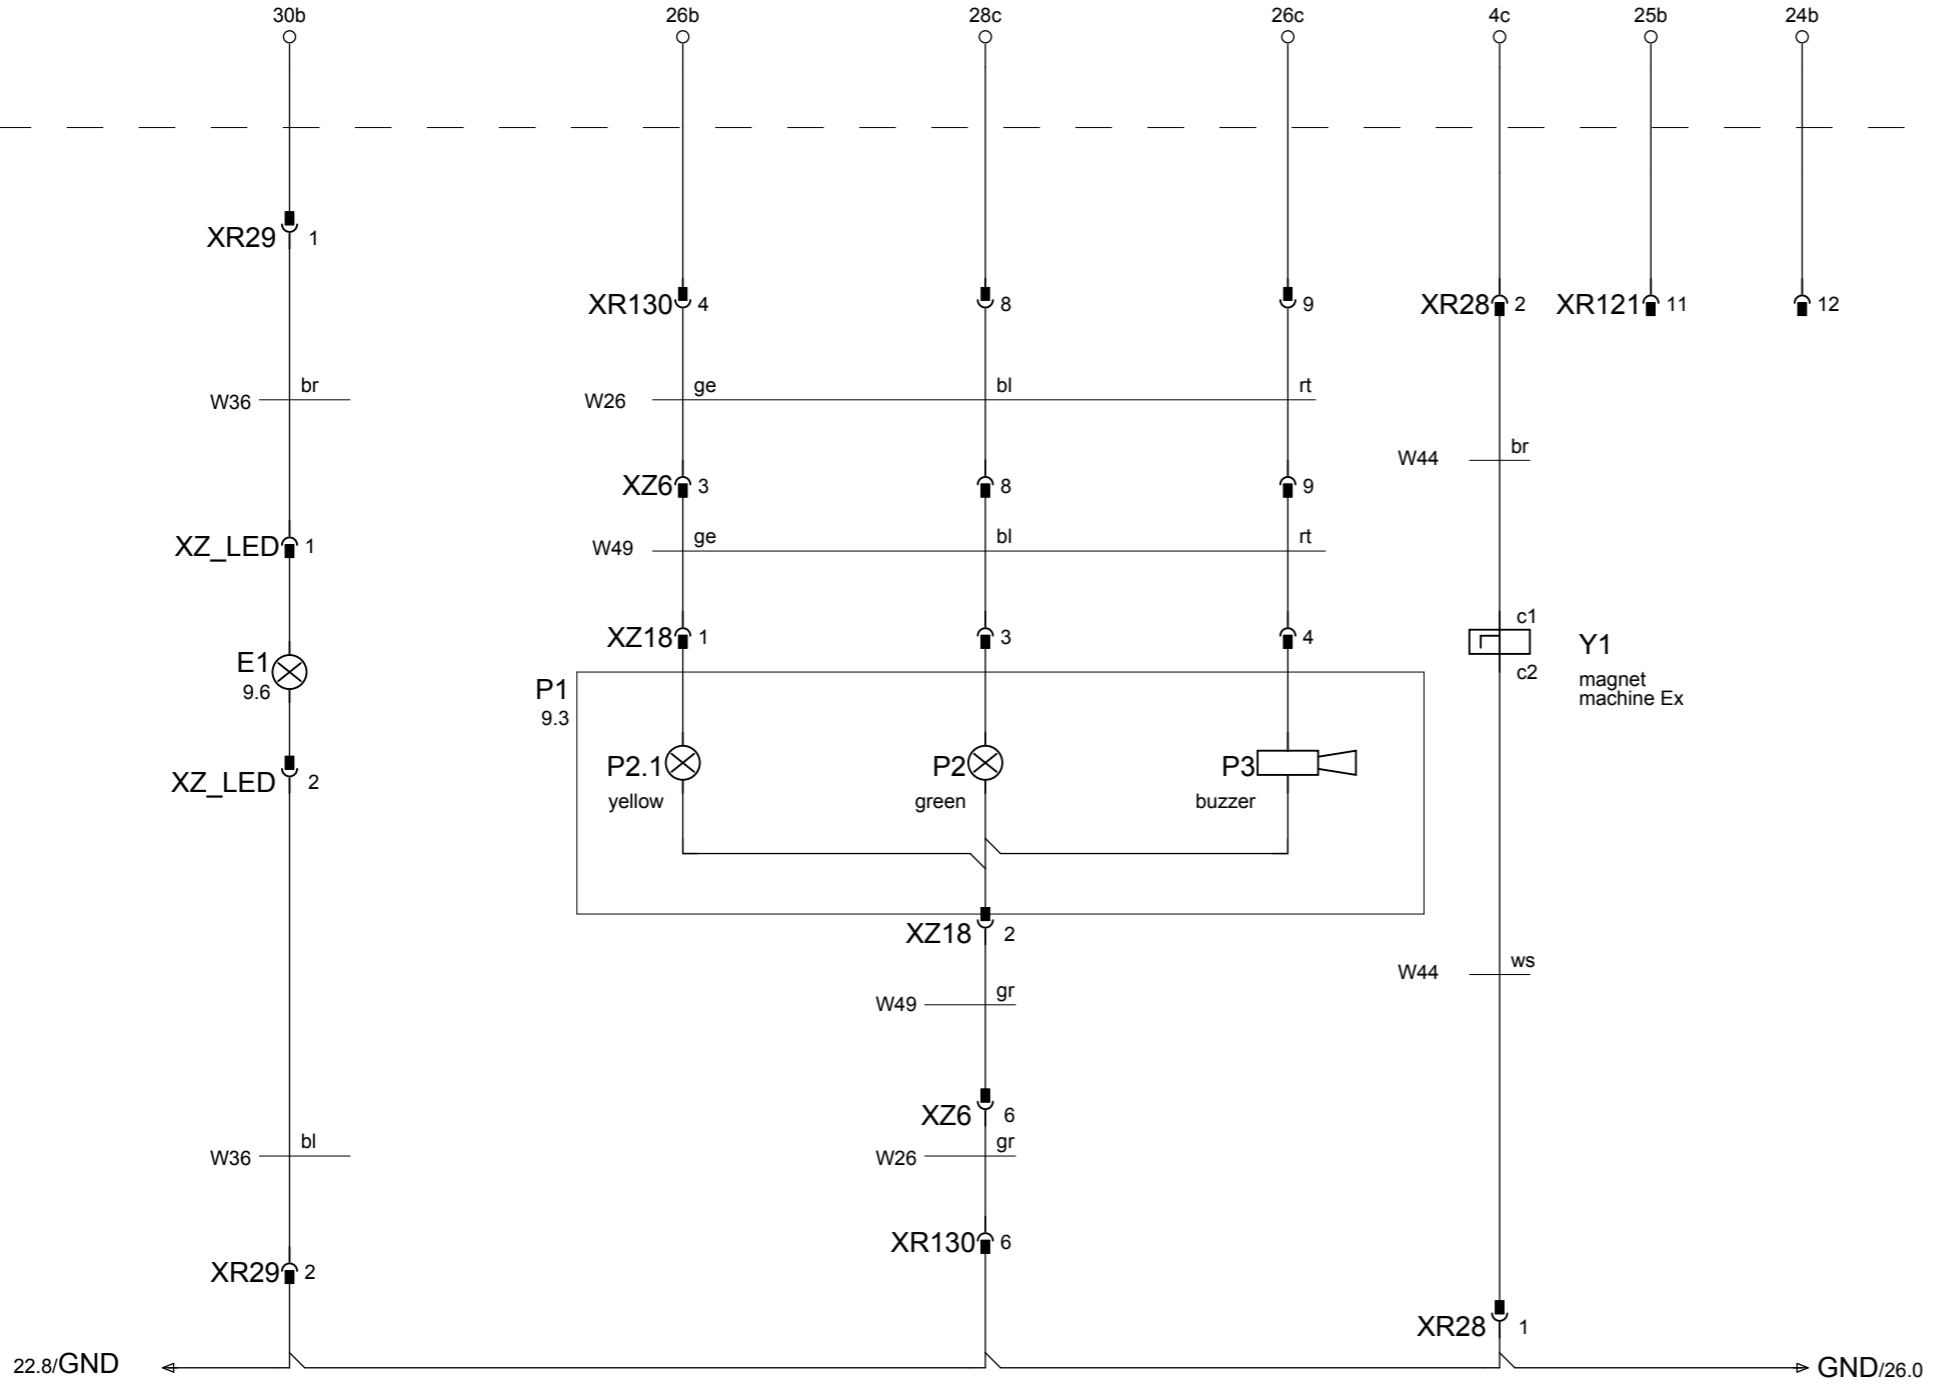 30b 26b 28c 26c 4c 25b 24b
XR29 1
XR130 4 8 9 XR28 2 XR121 11 12
W36 br W26 ge bl rt
W44 br
XZ6 3 8 9
XZ_LED 1 W49 ge bl rt
XZ18 1 3 4 c1
Y1
E1 c2
9.6 P1 magnet
9.3 machine Ex
XZ_LED 2 P2.1 P2 P3
yellow green buzzer
XZ18 2
W44 ws
W49 gr
XZ6 6
W36 bl W26 gr
XR130 6
XR29 2
XR28 1
22.8/GND GND/26.0